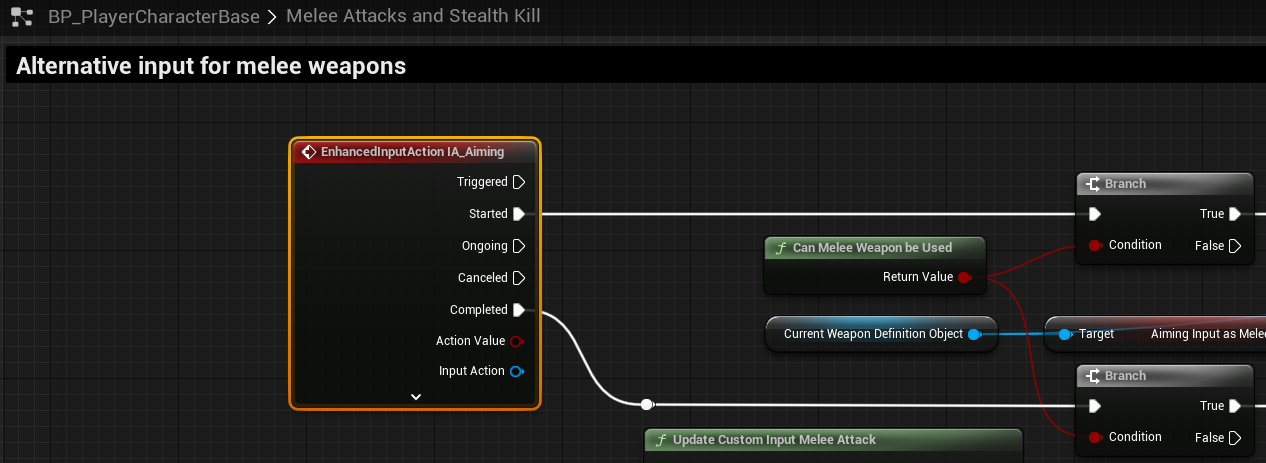 BP_PlayerCharacterBase > Melee Attacks and Stealth Kill
Alternative input for melee weapons
EnhancedInputAction IA_Aiming
Triggered
Started
Ongoing
Canceled
Completed
Action Value
Input Action
Can Melee Weapon be Used
Return Value
Current Weapon Definition Object
Branch
True
Condition
False
Target
Aiming Input as Mele
Branch
True
Condition
False
Update Custom Input Melee Attack